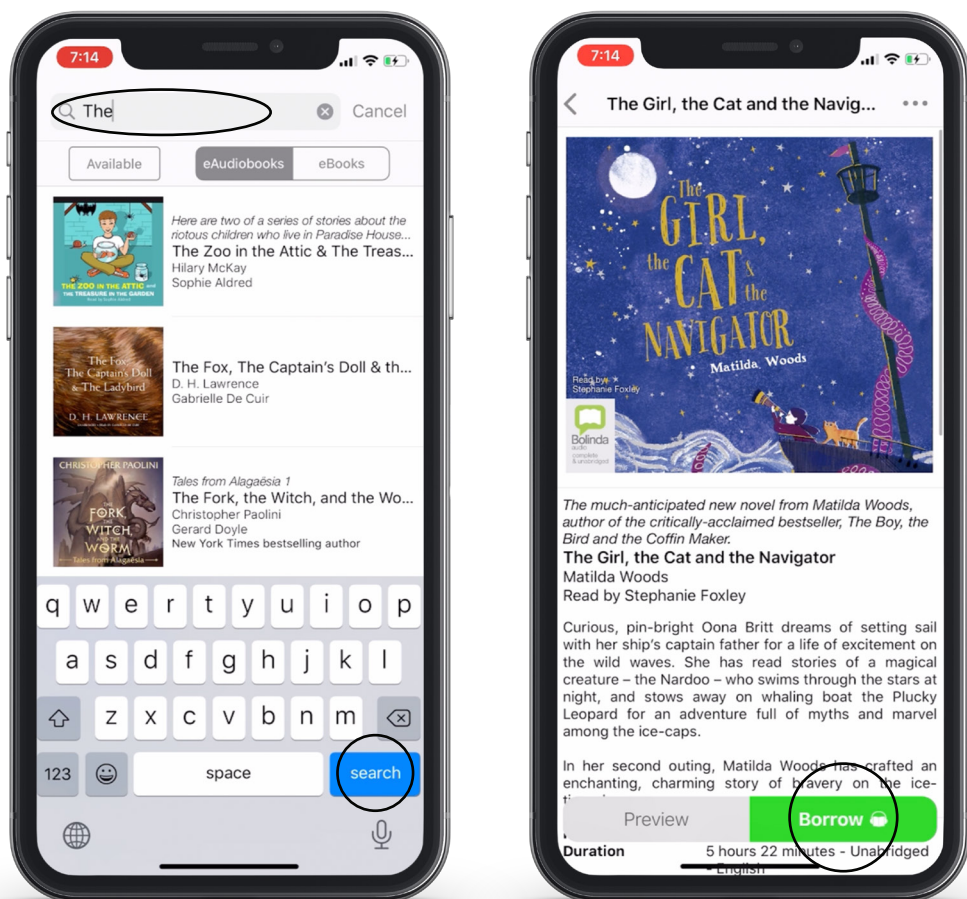 7:14
The
Cancel
Available
eAudiobooks
eBooks
THE ZOO IN THE ATTIC and
THE TREASURE IN THE GARDEN
Read by Sophie Aldred
Here are two of a series of stories about the
riotous children who live in Paradise House...
The Zoo in the Attic & The Treas...
Hilary McKay
Sophie Aldred
The Fox,
The Captain's Doll
& The Ladybird
D. H. LAWRENCE
The Fox, The Captain's Doll & th...
D. H. Lawrence
Gabrielle De Cuir
CHRISTOPHER PAOLINI
THE
FORK,
THE
WITCH,
AND THE
WORM
Tales from Alagaësia
Tales from Alagaësia 1
The Fork, the Witch, and the Wo...
Christopher Paolini
Gerard Doyle
New York Times bestselling author
q w e r t y u i o p
a s d f g h j k l
z x c v b n m
123
space
search
7:14
The Girl, the Cat and the Navig...
The
GIRL,
the CAT &
the
NAVIGATOR
Matilda Woods
Read by
Stephanie Foxley
Bolinda
audio
complete
& unabridged
The much-anticipated new novel from Matilda Woods,
author of the critically-acclaimed bestseller, The Boy, the
Bird and the Coffin Maker.
The Girl, the Cat and the Navigator
Matilda Woods
Read by Stephanie Foxley
Curious, pin-bright Oona Britt dreams of setting sail
with her ship's captain father for a life of excitement on
the wild waves. She has read stories of a magical
creature – the Nardoo – who swims through the stars at
night, and stows away on whaling boat the Plucky
Leopard for an adventure full of myths and marvel
among the ice-caps.
In her second outing, Matilda Woods has crafted an
enchanting, charming story of bravery on the ice-
Preview
Borrow
Duration
5 hours 22 minutes - Unabridged
- English